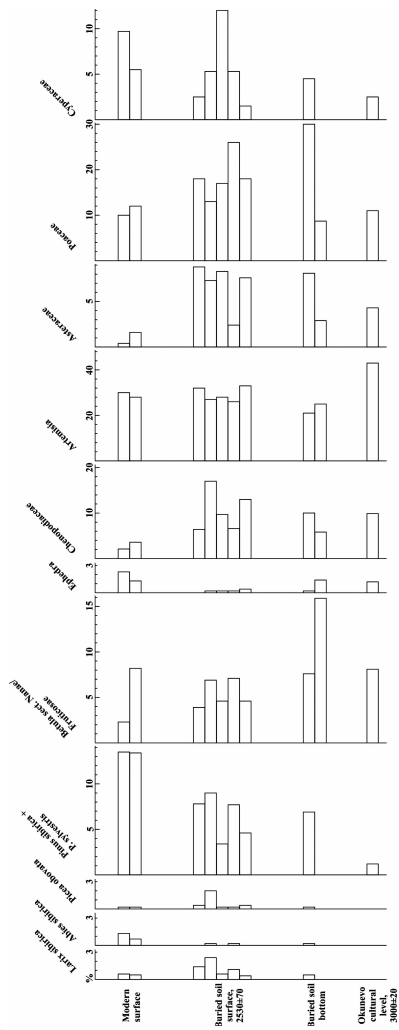 Cyperaceae
10
5
Poaceae
30
20
10
Asteraceae
5
Artemisia
40
20
Chenopodiaceae
20
10
Ephedra
3
Betula sect. Nanae/
Fruticosae
15
10
5
Pinus sibirica +
P. sylvestris
10
5
Picea obovata
3
Abies sibirica
3
Larix sibirica
3
%
Modern
surface
Buried soil
surface,
2530±70
Buried soil
bottom
Okunevo
cultural
level,
3000±20